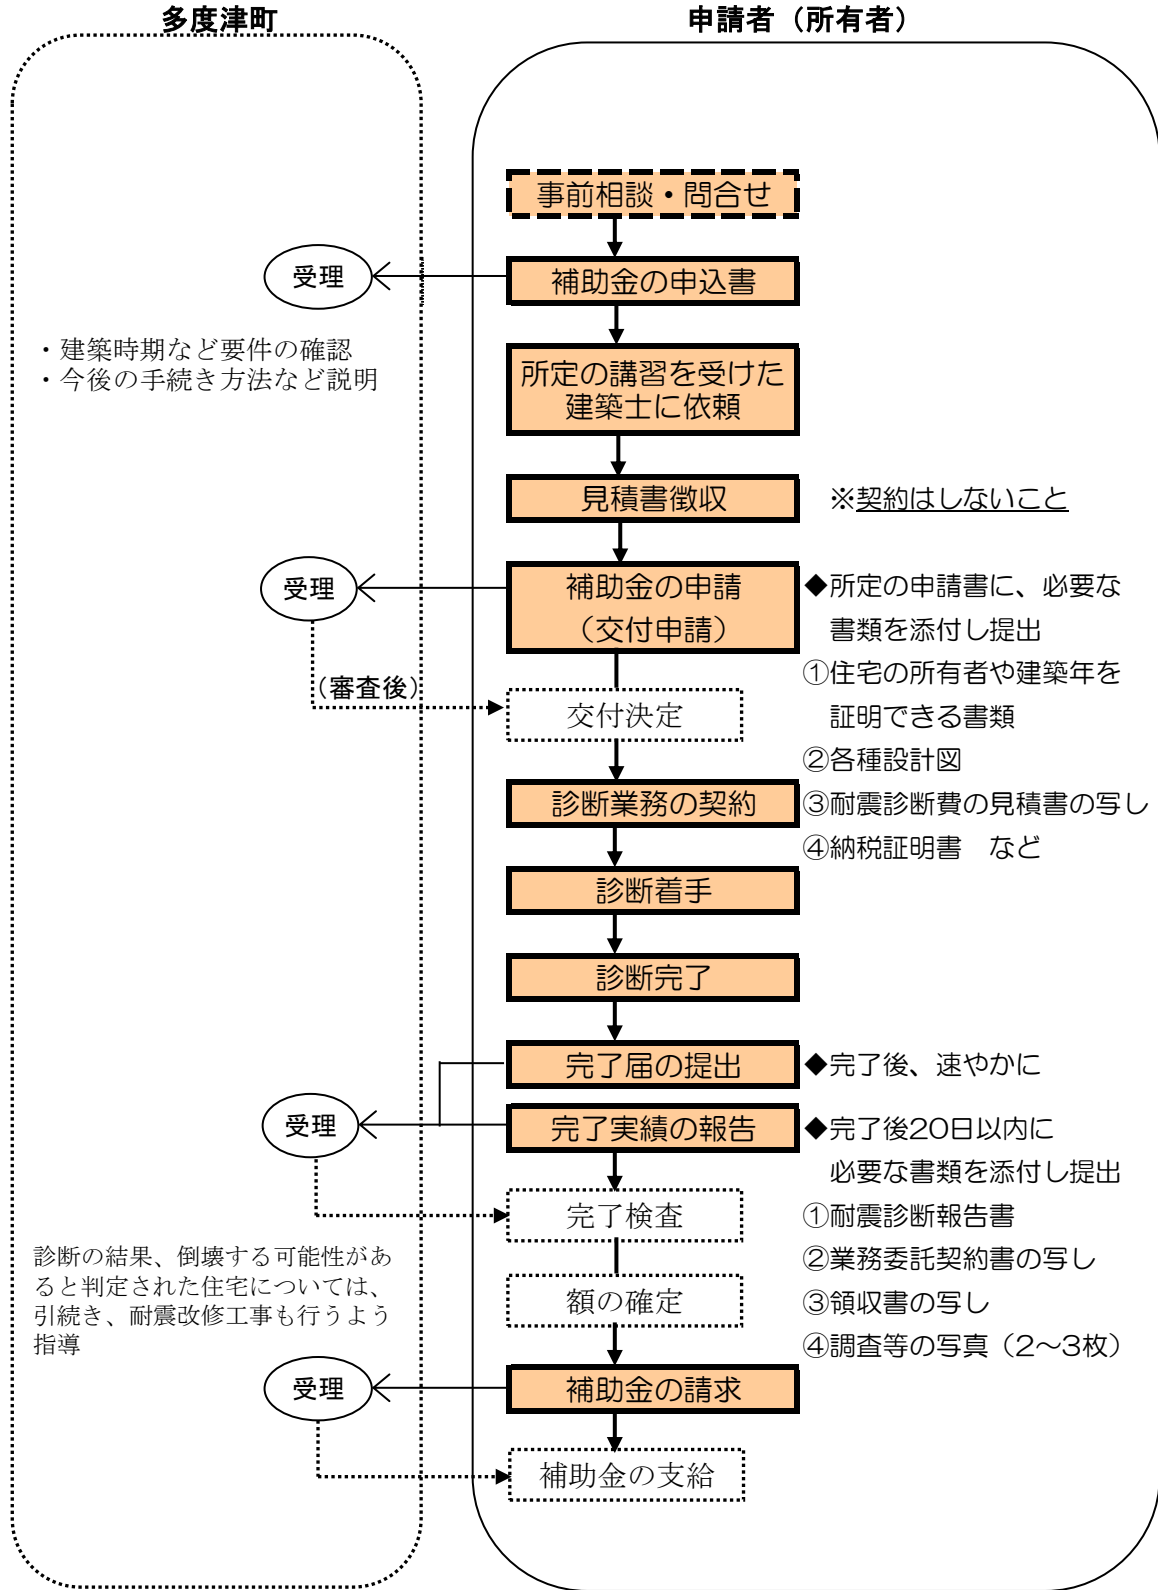 多度津町
申請者（所有者）
事前相談・問合せ
受理
補助金の申込書
・建築時期など要件の確認
・今後の手続き方法など説明
所定の講習を受けた
建築士に依頼
見積書徴収
※契約はしないこと
受理
補助金の申請
（交付申請）
◆所定の申請書に、必要な
書類を添付し提出
①住宅の所有者や建築年を
証明できる書類
②各種設計図
③耐震診断費の見積書の写し
④納税証明書　など
（審査後）
交付決定
診断業務の契約
診断着手
診断完了
完了届の提出
◆完了後、速やかに
受理
完了実績の報告
◆完了後20日以内に
必要な書類を添付し提出
①耐震診断報告書
②業務委託契約書の写し
③領収書の写し
④調査等の写真（2～3枚）
完了検査
診断の結果、倒壊する可能性があ
ると判定された住宅については、
引続き、耐震改修工事も行うよう
指導
額の確定
受理
補助金の請求
補助金の支給